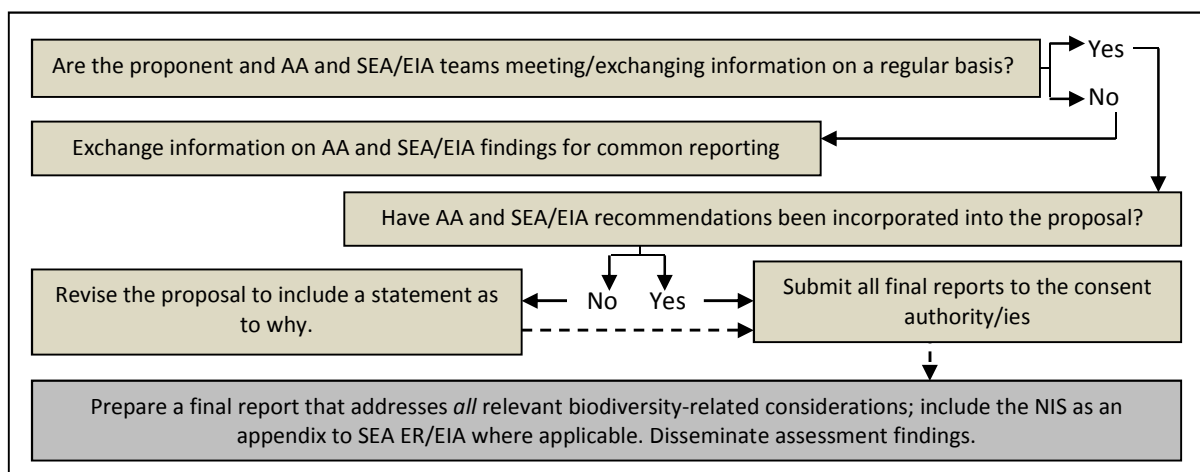 Are the proponent and AA and SEA/EIA teams meeting/exchanging information on a regular basis?
Yes
No
Exchange information on AA and SEA/EIA findings for common reporting
Have AA and SEA/EIA recommendations been incorporated into the proposal?
Revise the proposal to include a statement as
to why.
No
Yes
Submit all final reports to the consent
authority/ies
Prepare a final report that addresses all relevant biodiversity-related considerations; include the NIS as an
appendix to SEA ER/EIA where applicable. Disseminate assessment findings.